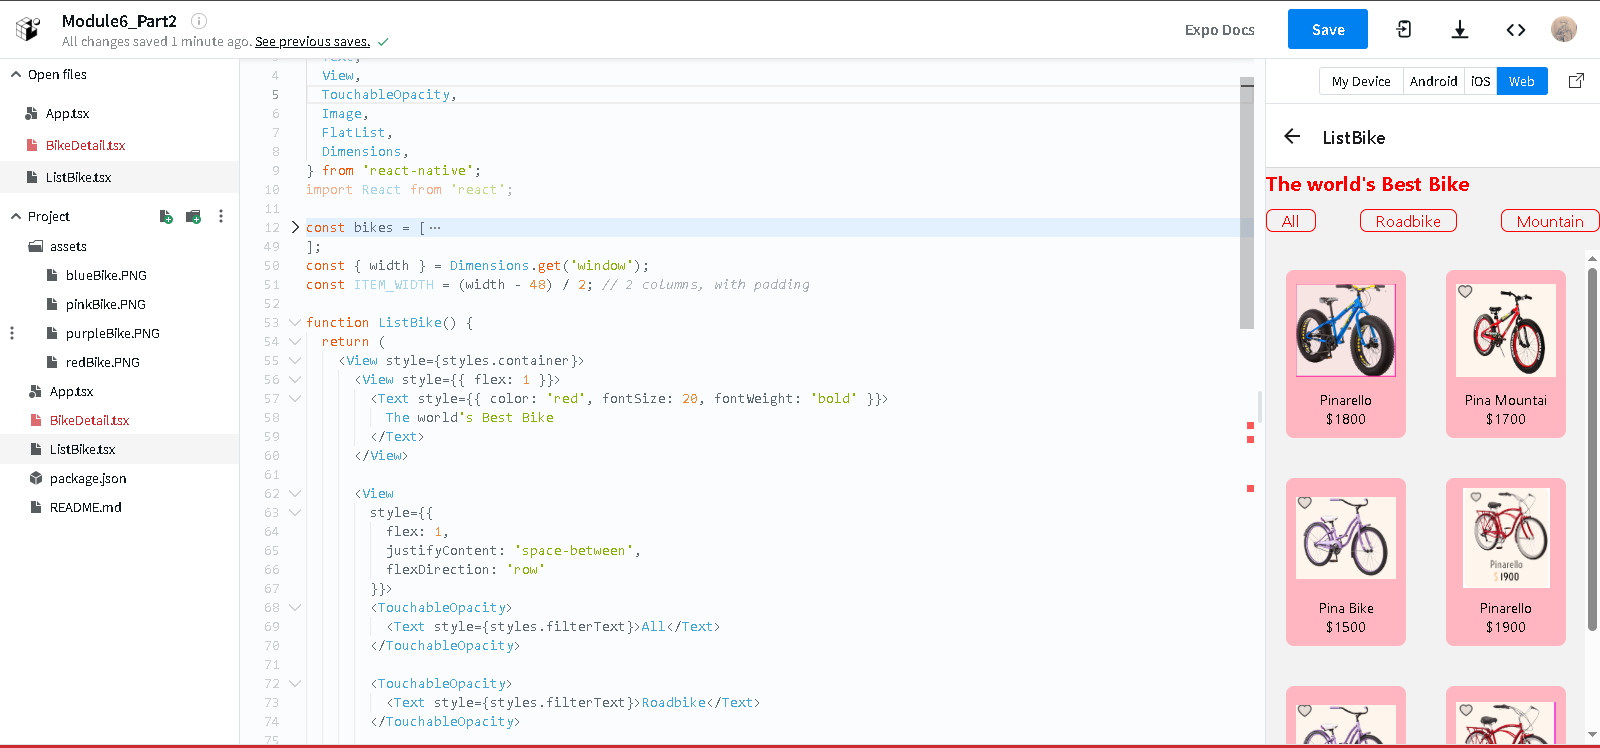 Module6_Part2
All changes saved 1 minute ago. See previous saves.
Expo Docs
Save
Open files
App.tsx
BikeDetail.tsx
ListBike.tsx
Project
assets
blueBike.PNG
pinkBike.PNG
purpleBike.PNG
redBike.PNG
App.tsx
BikeDetail.tsx
ListBike.tsx
package.json
README.md
3 Text,
4 View,
5 TouchableOpacity,
6 Image,
7 FlatList,
8 Dimensions,
9 } from 'react-native';
10 import React from 'react';
11
12 const bikes = [ ⋯
49 ];
50 const { width } = Dimensions.get('window');
51 const ITEM_WIDTH = (width - 48) / 2; // 2 columns, with padding
52
53 function ListBike() {
54 return (
55 <View style={styles.container}>
56 <View style={{ flex: 1 }}>
57 <Text style={{ color: 'red', fontSize: 20, fontWeight: 'bold' }}>
58 The world's Best Bike
59 </Text>
60 </View>
61
62 <View
63 style={{
64 flex: 1,
65 justifyContent: 'space-between',
66 flexDirection: 'row'
67 }}>
68 <TouchableOpacity>
69 <Text style={styles.filterText}>All</Text>
70 </TouchableOpacity>
71
72 <TouchableOpacity>
73 <Text style={styles.filterText}>Roadbike</Text>
74 </TouchableOpacity>
75
My Device Android iOS Web
ListBike
The world's Best Bike
All Roadbike Mountain
Pinarello
$1800
Pina Mountai
$1700
Pina Bike
$1500
Pinarello
$ 1900
Pinarello
$1900